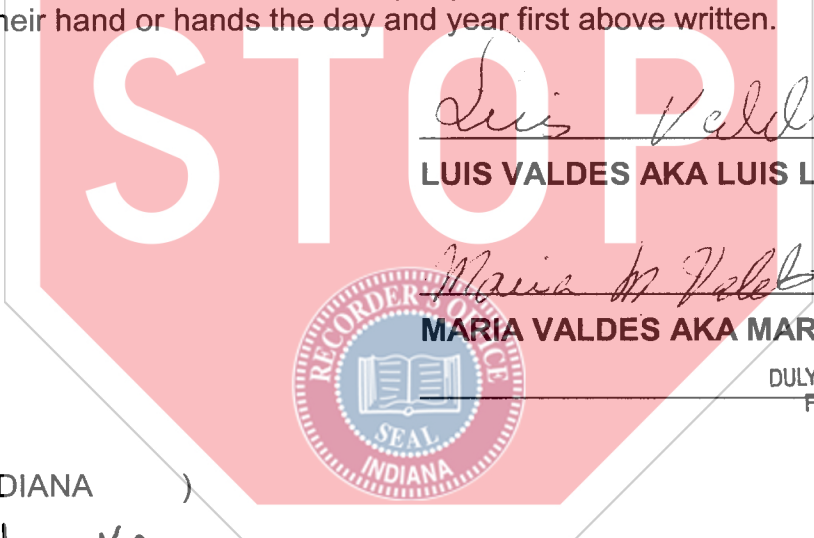 heir hand or hands the day and year first above written.
STOP
Luis Vald
LUIS VALDES AKA LUIS L
Maria M Valdes
MARIA VALDES AKA MAR
DULY
F
RECORDER'S OFFICE
SEAL
INDIANA
DIANA )